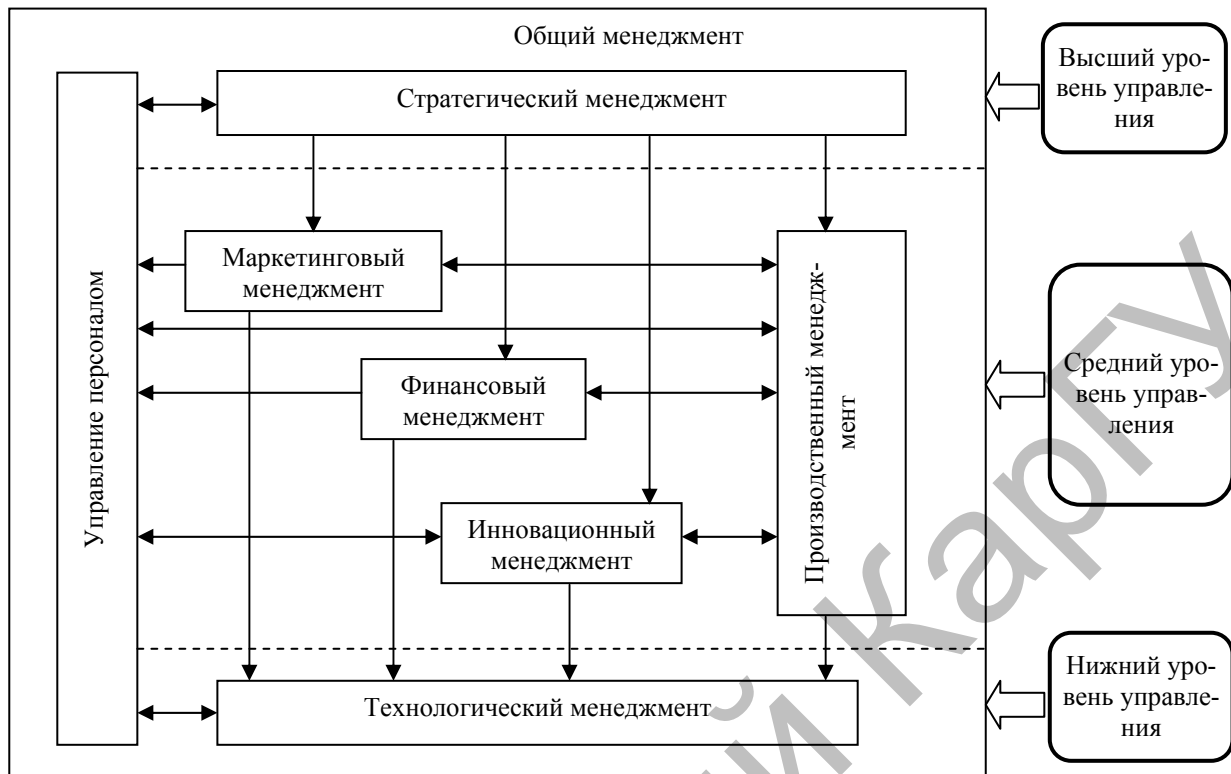 Общий менеджмент
Высший уро-
вень управле-
ния
Стратегический менеджмент
Управление персоналом
Маркетинговый
менеджмент
Производственный менедж-
мент
Средний уро-
вень управ-
ления
Финансовый
менеджмент
Инновационный
менеджмент
Нижний уро-
вень управле-
ния
Технологический менеджмент
й КарГУ